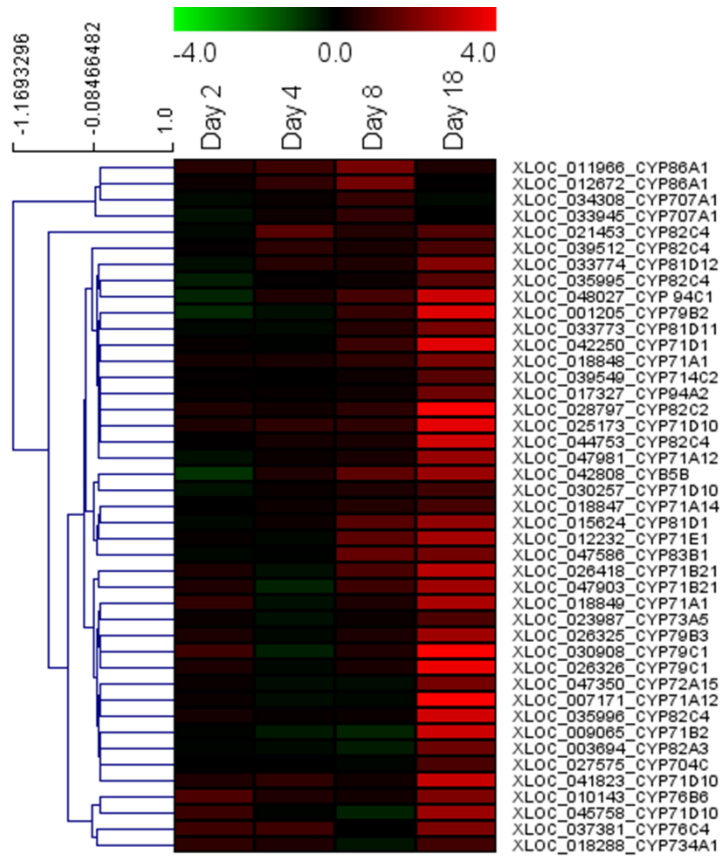 -4.0 0.0 4.0
-1.1693296
-0.08466482
1.0
Day 2
Day 4
Day 8
Day 18
XLOC_011966_CYP86A1
XLOC_012672_CYP86A1
XLOC_034308_CYP707A1
XLOC_033945_CYP707A1
XLOC_021453_CYP82C4
XLOC_039512_CYP82C4
XLOC_033774_CYP81D12
XLOC_035995_CYP82C4
XLOC_048027_CYP 94C1
XLOC_001205_CYP79B2
XLOC_033773_CYP81D11
XLOC_042250_CYP71D1
XLOC_018848_CYP71A1
XLOC_039549_CYP714C2
XLOC_017327_CYP94A2
XLOC_028797_CYP82C2
XLOC_025173_CYP71D10
XLOC_044753_CYP82C4
XLOC_047981_CYP71A12
XLOC_042808_CYB5B
XLOC_030257_CYP71D10
XLOC_018847_CYP71A14
XLOC_015624_CYP81D1
XLOC_012232_CYP71E1
XLOC_047586_CYP83B1
XLOC_026418_CYP71B21
XLOC_047903_CYP71B21
XLOC_018849_CYP71A1
XLOC_023987_CYP73A5
XLOC_026325_CYP79B3
XLOC_030908_CYP79C1
XLOC_026326_CYP79C1
XLOC_047350_CYP72A15
XLOC_007171_CYP71A12
XLOC_035996_CYP82C4
XLOC_009065_CYP71B2
XLOC_003694_CYP82A3
XLOC_027575_CYP704C
XLOC_041823_CYP71D10
XLOC_010143_CYP76B6
XLOC_045758_CYP71D10
XLOC_037381_CYP76C4
XLOC_018288_CYP734A1